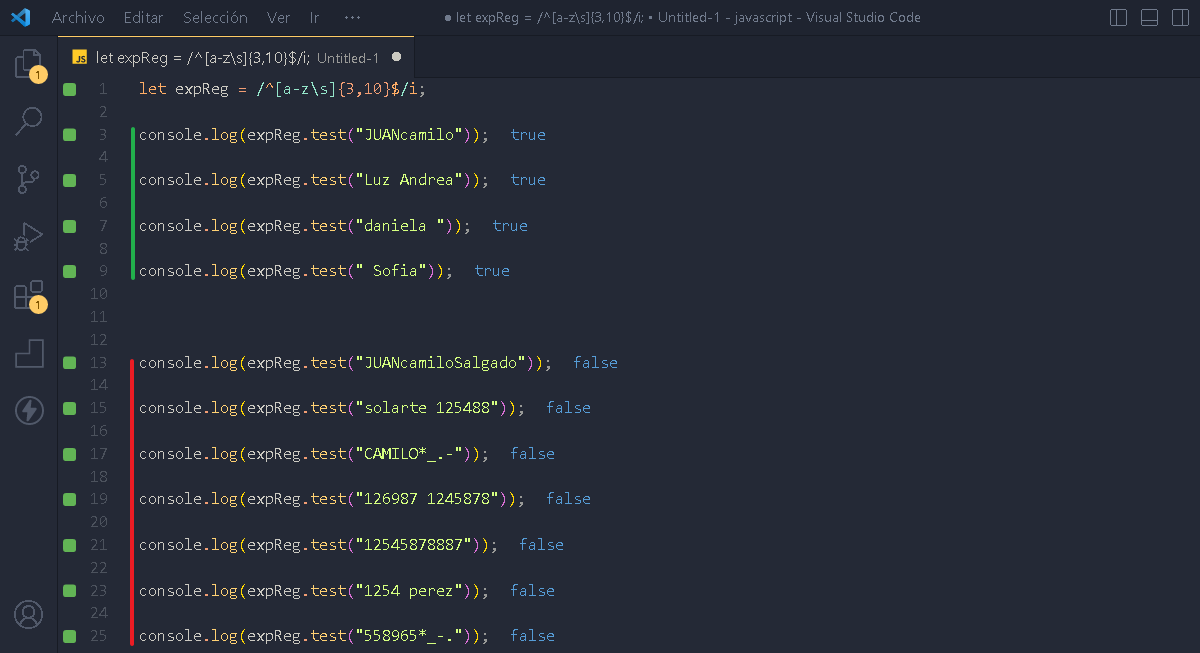 Archivo Editar Selección Ver Ir ··· ● let expReg = /^[a-z\s]{3,10}$/i; • Untitled-1 - javascript - Visual Studio Code
JS let expReg = /^[a-z\s]{3,10}$/i; Untitled-1 ●
1
1
1 let expReg = /^[a-z\s]{3,10}$/i;
2
3 console.log(expReg.test("JUANcamilo")); true
4
5 console.log(expReg.test("Luz Andrea")); true
6
7 console.log(expReg.test("daniela ")); true
8
9 console.log(expReg.test(" Sofia")); true
10
11
12
13 console.log(expReg.test("JUANcamiloSalgado")); false
14
15 console.log(expReg.test("solarte 125488")); false
16
17 console.log(expReg.test("CAMILO*_.-")); false
18
19 console.log(expReg.test("126987 1245878")); false
20
21 console.log(expReg.test("12545878887")); false
22
23 console.log(expReg.test("1254 perez")); false
24
25 console.log(expReg.test("558965*_-.")); false